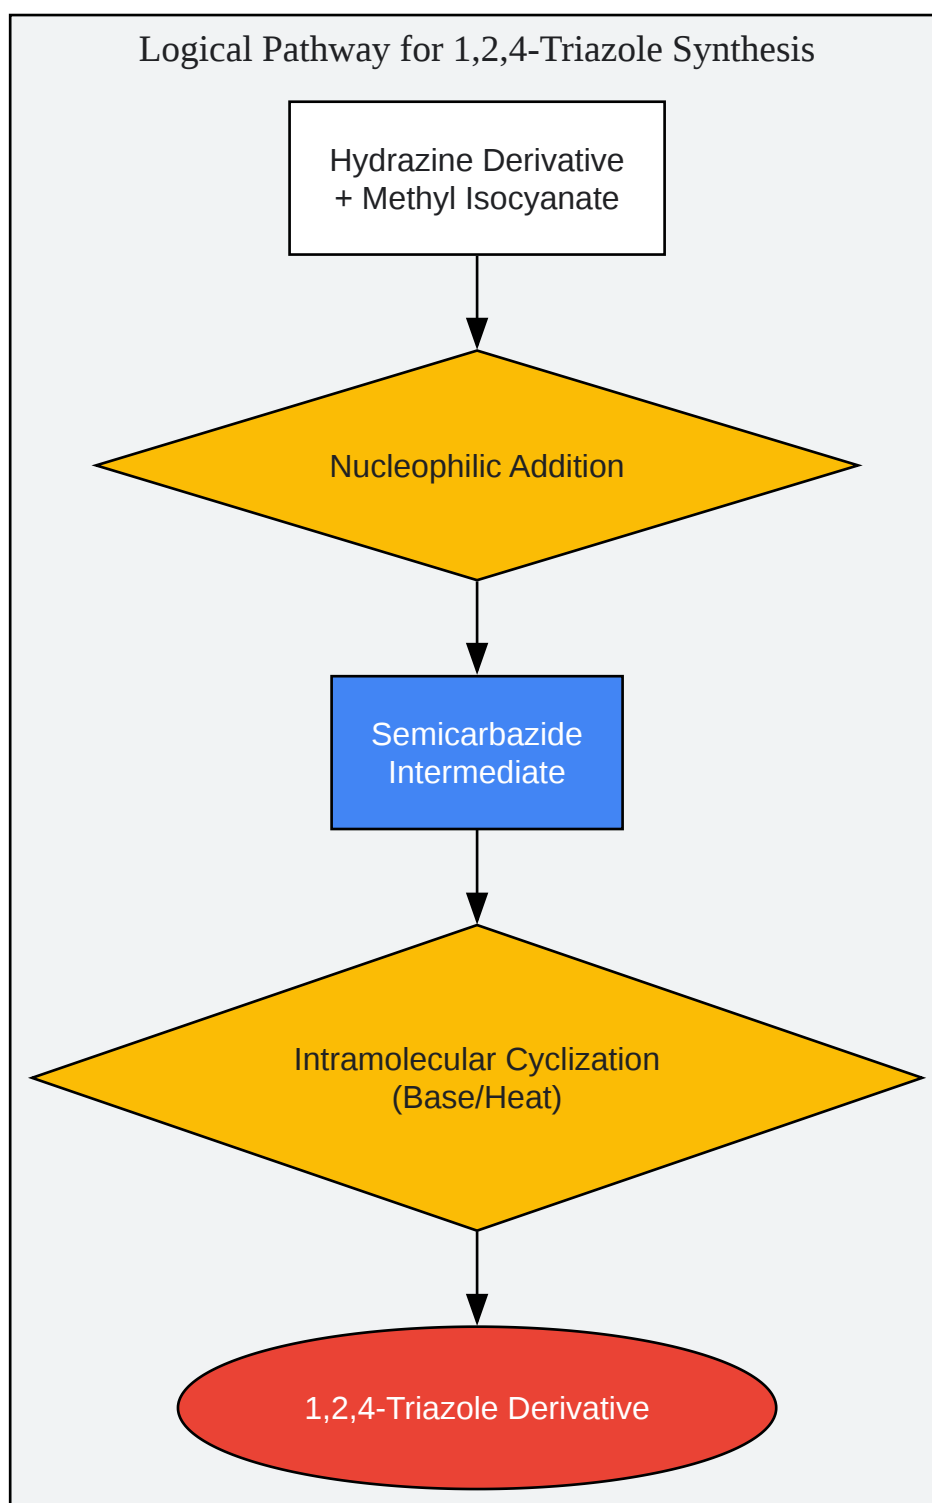 Logical Pathway for 1,2,4-Triazole Synthesis
Hydrazine Derivative
+ Methyl Isocyanate
Nucleophilic Addition
Semicarbazide
Intermediate
Intramolecular Cyclization
(Base/Heat)
1,2,4-Triazole Derivative